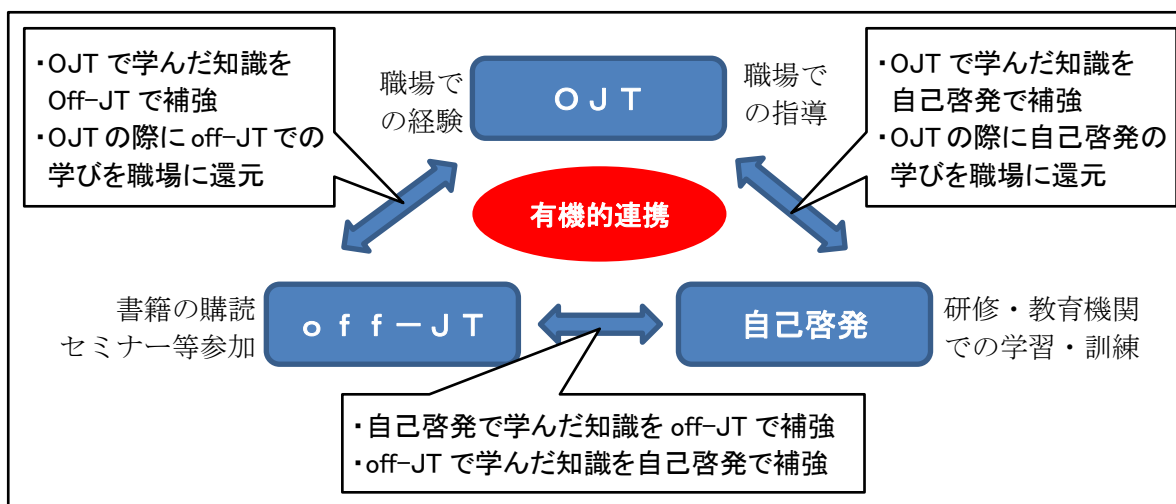 ・OJT で学んだ知識を
Off-JT で補強
・OJT の際に off-JT での
学びを職場に還元
職場で
の経験
OJT
職場で
の指導
・OJT で学んだ知識を
自己啓発で補強
・OJT の際に自己啓発の
学びを職場に還元
有機的連携
書籍の購読
セミナー等参加
off-JT
自己啓発
研修・教育機関
での学習・訓練
・自己啓発で学んだ知識を off-JT で補強
・off-JT で学んだ知識を自己啓発で補強